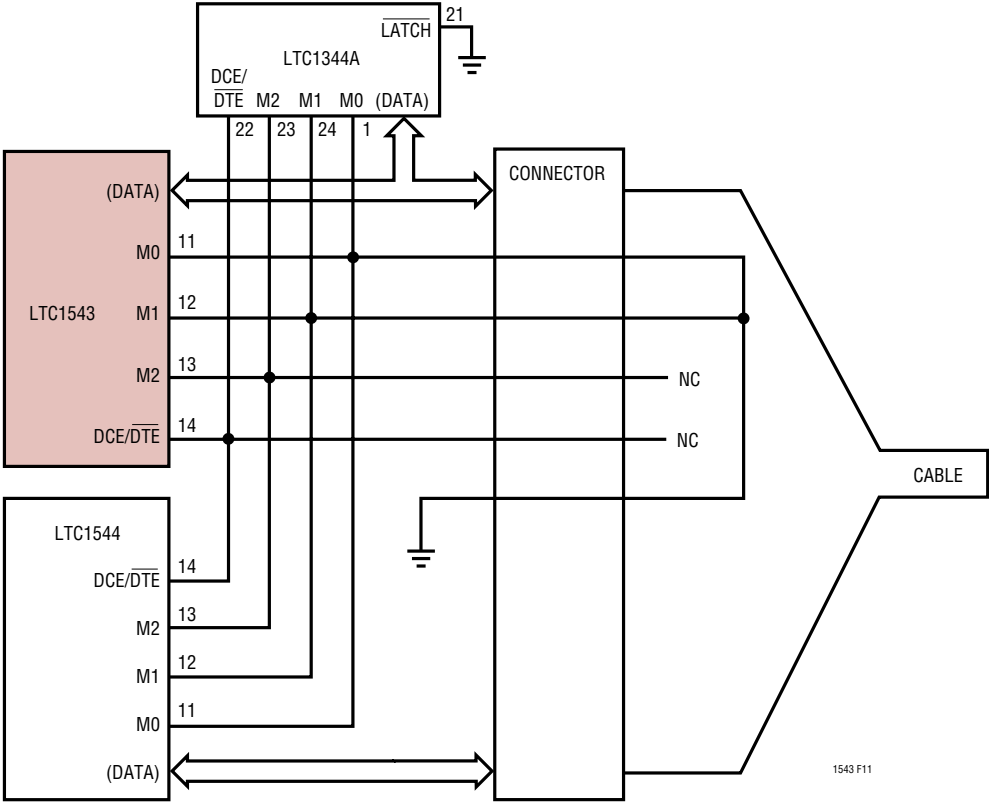 21
LATCH
LTC1344A
DCE/
DTE M2 M1 M0 (DATA)
22 23 24 1
CONNECTOR
(DATA)
11
M0
12
LTC1543 M1
13
M2 NC
14
DCE/DTE NC
CABLE
LTC1544
14
DCE/DTE
13
M2
12
M1
11
M0
(DATA)
1543 F11